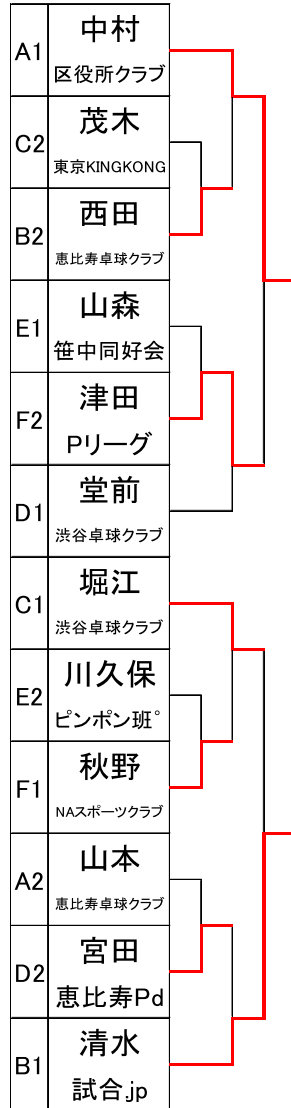 A1
中村
区役所クラブ
C2
茂木
東京KINGKONG
B2
西田
恵比寿卓球クラブ
E1
山森
笹中同好会
F2
津田
Pリーグ
D1
堂前
渋谷卓球クラブ
C1
堀江
渋谷卓球クラブ
E2
川久保
ピンポン班゜
F1
秋野
NAスポーツクラブ
A2
山本
恵比寿卓球クラブ
D2
宮田
恵比寿Pd
B1
清水
試合.jp